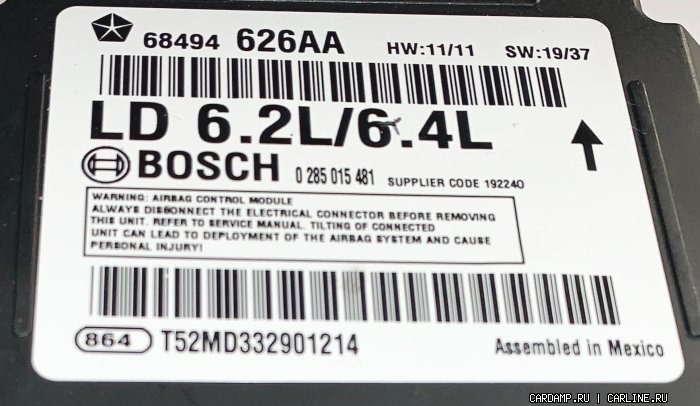 68494 626AA HW:11/11 SW:19/37
LD 6.2L/6.4L
BOSCH 0 285 015 481 SUPPLIER CODE 192240
WARNING: AIRBAG CONTROL MODULE
ALWAYS DISCONNECT THE ELECTRICAL CONNECTOR BEFORE REMOVING
THIS UNIT. REFER TO SERVICE MANUAL. TILTING OF CONNECTED
UNIT CAN LEAD TO DEPLOYMENT OF THE AIRBAG SYSTEM AND CAUSE
PERSONAL INJURY!
864 T52MD332901214 Assembled in Mexico
CARDAMP.RU | CARLINE.RU